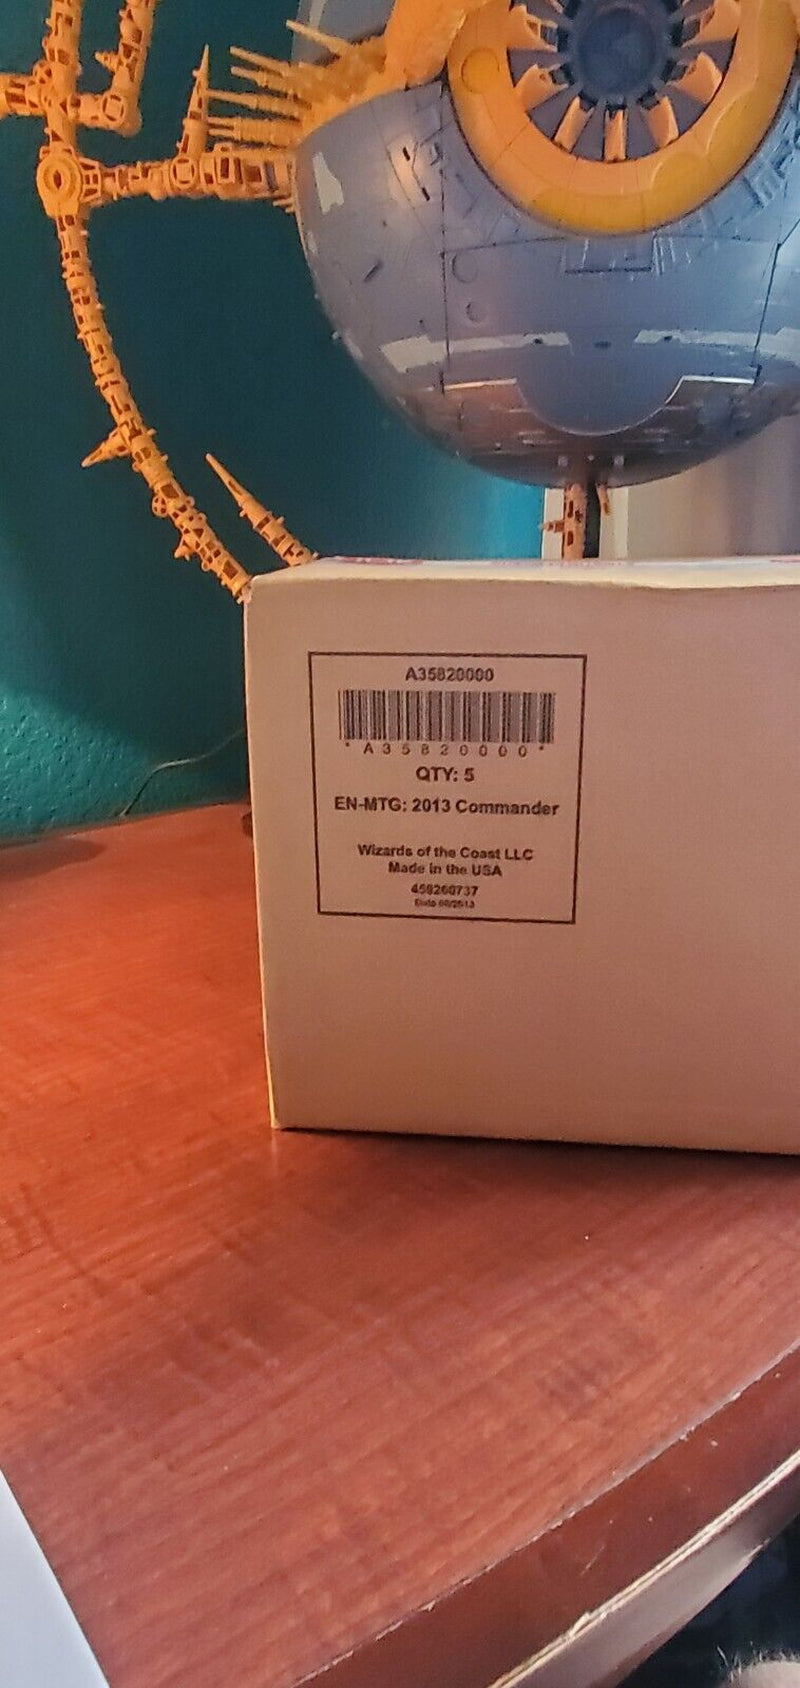 A35820000
*A35820000*
QTY: 5
EN-MTG: 2013 Commander
Wizards of the Coast LLC
Made in the USA
458260737